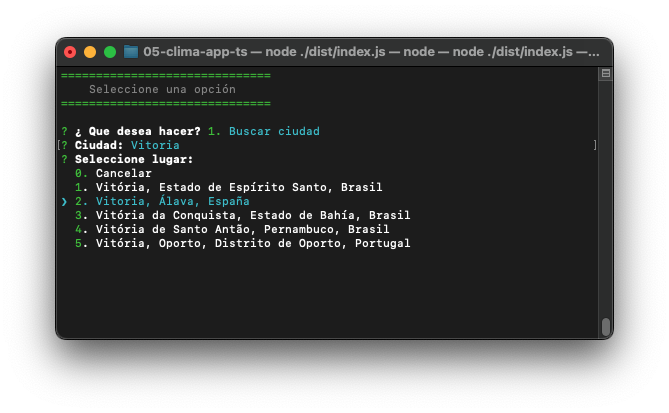 05-clima-app-ts — node ./dist/index.js — node — node ./dist/index.js —...
==============================
Seleccione una opción
==============================
? ¿ Que desea hacer? 1. Buscar ciudad
[? Ciudad: Vitoria ]
? Seleccione lugar:
0. Cancelar
1. Vitória, Estado de Espírito Santo, Brasil
❯ 2. Vitoria, Álava, España
3. Vitória da Conquista, Estado de Bahía, Brasil
4. Vitória de Santo Antão, Pernambuco, Brasil
5. Vitória, Oporto, Distrito de Oporto, Portugal